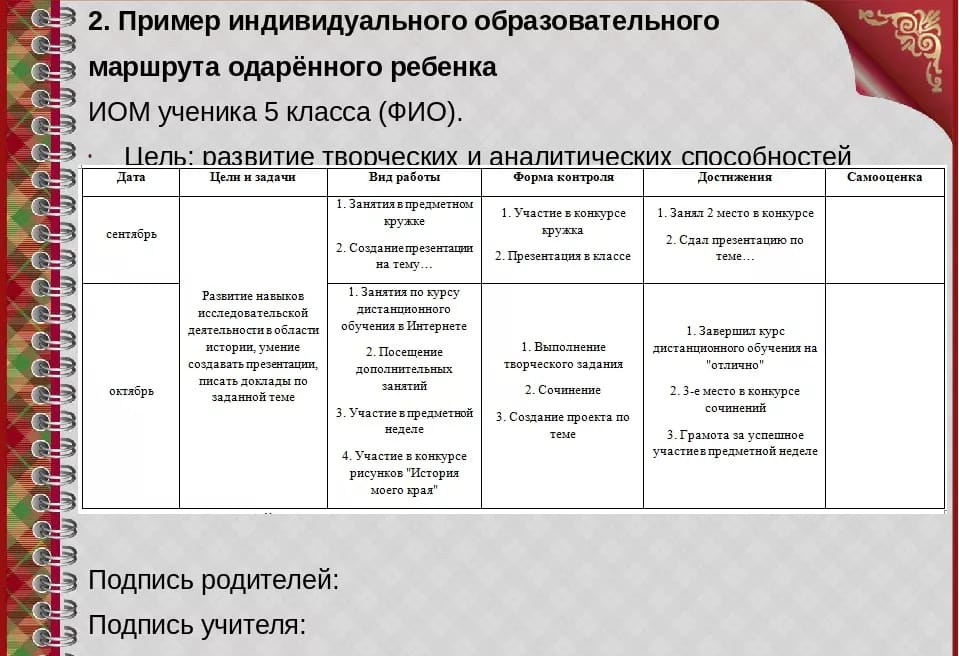 2. Пример индивидуального образовательного
маршрута одарённого ребенка
ИОМ ученика 5 класса (ФИО).
· Цель: развитие творческих и аналитических способностей
Дата Цели и задачи Вид работы Форма контроля Достижения Самооценка
сентябрь
Развитие навыков
исследовательской
деятельности в области
истории, умение
создавать презентации,
писать доклады по
заданной теме
1. Занятия в предметном
кружке
2. Создание презентации
на тему…
1. Участие в конкурсе
кружка
2. Презентация в классе
1. Занял 2 место в конкурсе
2. Сдал презентацию по
теме…
октябрь
1. Занятия по курсу
дистанционного
обучения в Интернете
2. Посещение
дополнительных
занятий
3. Участие в предметной
неделе
4. Участие в конкурсе
рисунков "История
моего края"
1. Выполнение
творческого задания
2. Сочинение
3. Создание проекта по
теме
1. Завершил курс
дистанционного обучения на
"отлично"
2. 3-е место в конкурсе
сочинений
3. Грамота за успешное
участие в предметной неделе
Подпись родителей:
Подпись учителя: